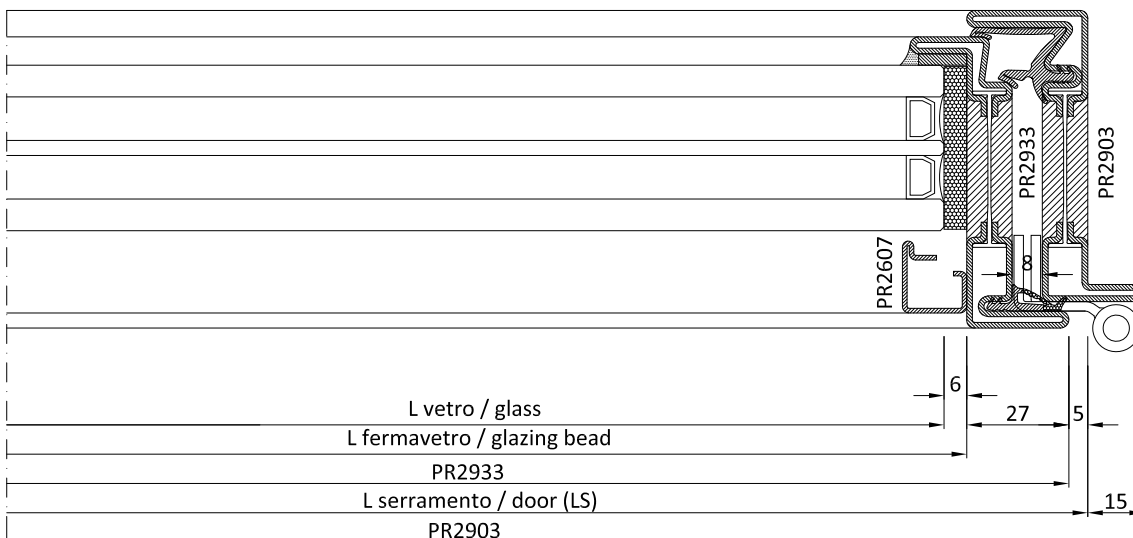 PR2933
PR2903
PR2607
8
6
27
5
L vetro / glass
L fermavetro / glazing bead
PR2933
L serramento / door (LS)
15
PR2903